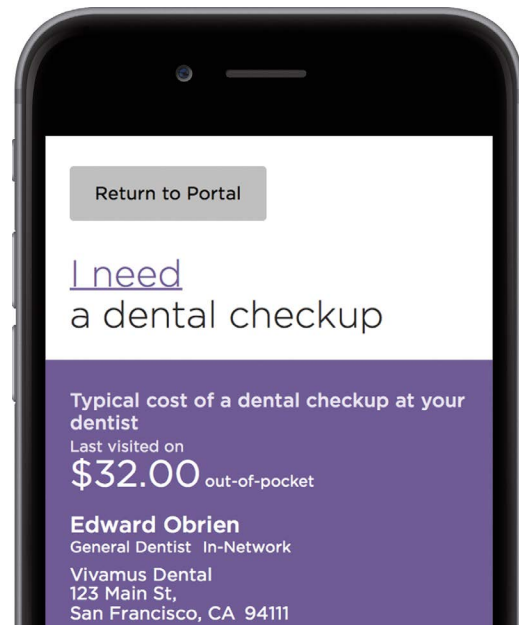 Return to Portal
I need
a dental checkup
Typical cost of a dental checkup at your
dentist
Last visited on
$32.00 out-of-pocket
Edward Obrien
General Dentist In-Network
Vivamus Dental
123 Main St,
San Francisco, CA 94111